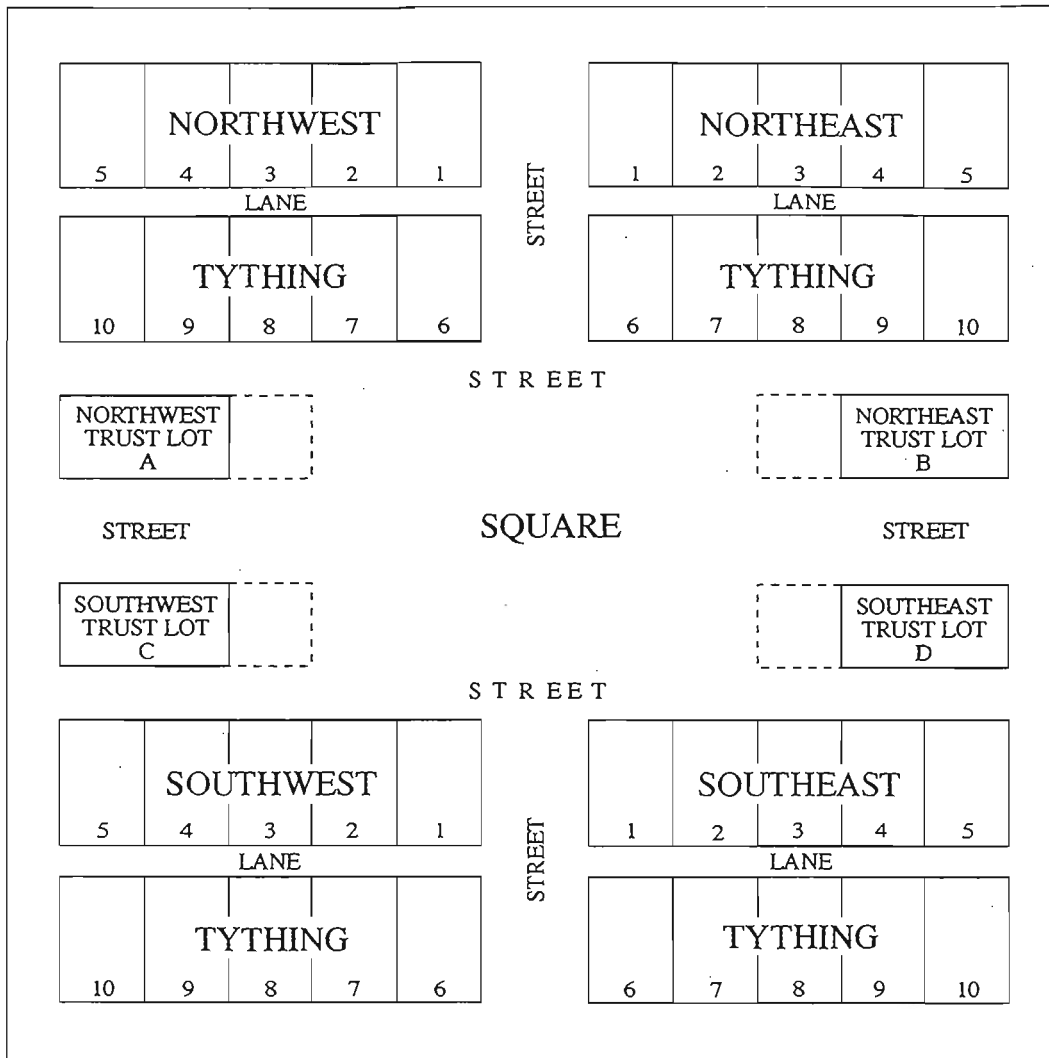 NORTHWEST NORTHEAST
5 4 3 2 1 1 2 3 4 5
LANE STREET LANE
TYTHING TYTHING
10 9 8 7 6 6 7 8 9 10
STREET
NORTHWEST
TRUST LOT
A
NORTHEAST
TRUST LOT
B
STREET SQUARE STREET
SOUTHWEST
TRUST LOT
C
SOUTHEAST
TRUST LOT
D
STREET
SOUTHWEST SOUTHEAST
5 4 3 2 1 1 2 3 4 5
LANE STREET LANE
TYTHING TYTHING
10 9 8 7 6 6 7 8 9 10